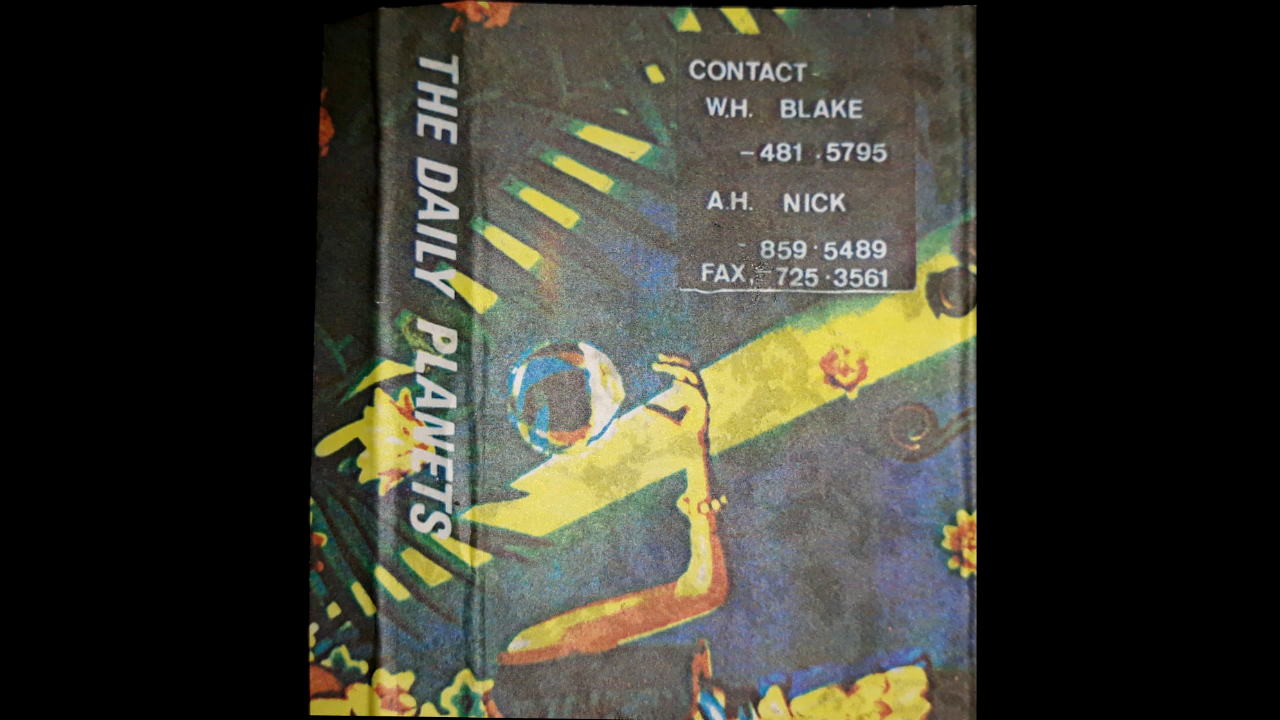 THE DAILY PLANETS
CONTACT -
W.H. BLAKE
- 481 . 5795
A.H. NICK
- 859 · 5489
FAX. - 725 · 3561